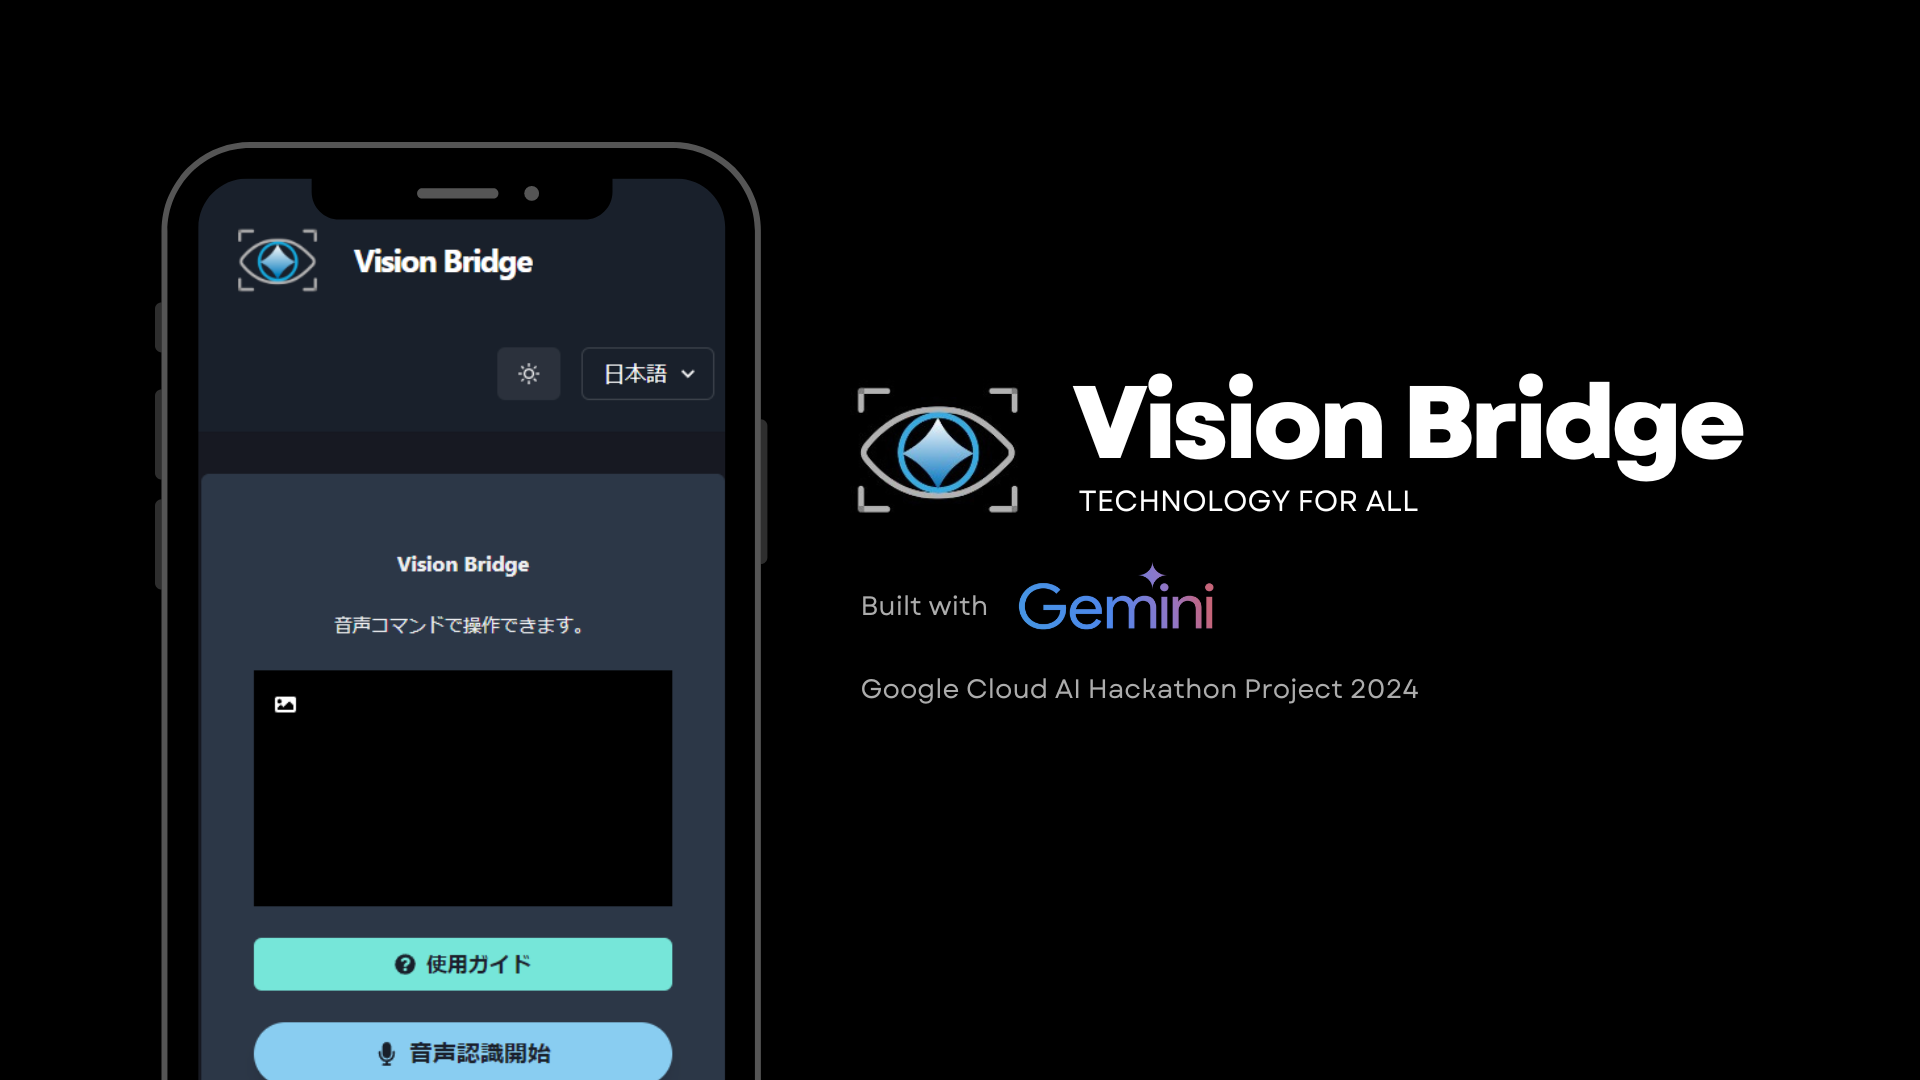 Vision Bridge
日本語
Vision Bridge
音声コマンドで操作できます。
使用ガイド
音声認識開始
Vision Bridge
TECHNOLOGY FOR ALL
Built with Gemini
Google Cloud AI Hackathon Project 2024